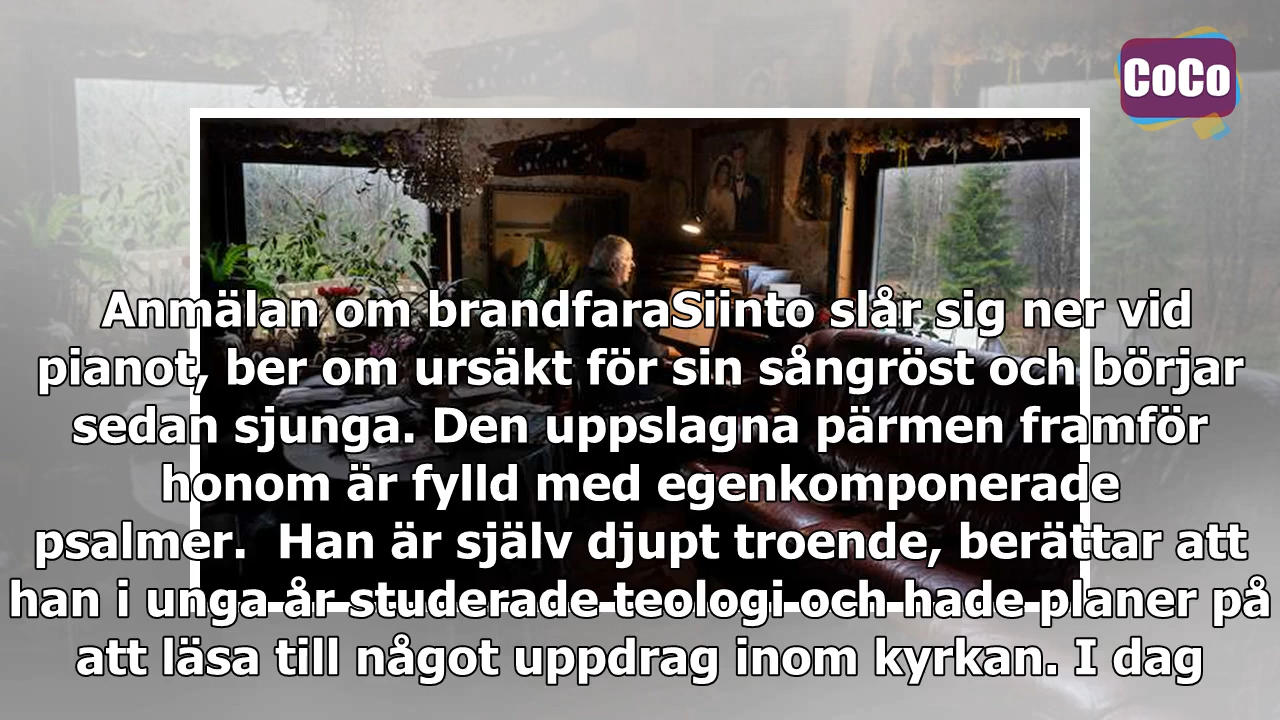 CoCo
Anmälan om brandfaraSiinto slår sig ner vid
pianot, ber om ursäkt för sin sångröst och börjar
sedan sjunga. Den uppslagna pärmen framför
honom är fylld med egenkomponerade
psalmer.  Han är själv djupt troende, berättar att
han i unga år studerade teologi och hade planer på
att läsa till något uppdrag inom kyrkan. I dag